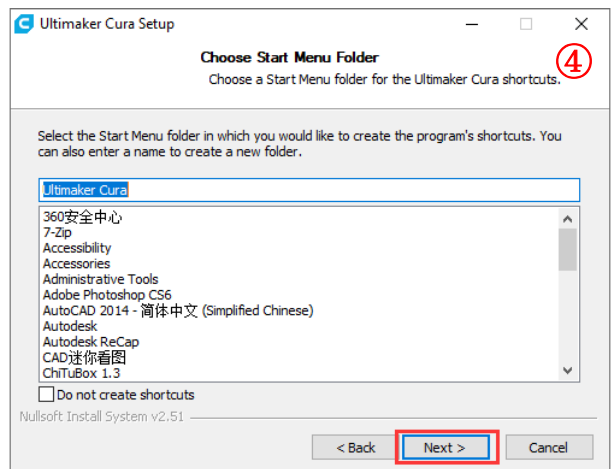 Ultimaker Cura Setup
Choose Start Menu Folder
Choose a Start Menu folder for the Ultimaker Cura shortcuts.
④
Select the Start Menu folder in which you would like to create the program's shortcuts. You
can also enter a name to create a new folder.
Ultimaker Cura
360安全中心
7-Zip
Accessibility
Accessories
Administrative Tools
Adobe Photoshop CS6
AutoCAD 2014 - 简体中文 (Simplified Chinese)
Autodesk
Autodesk ReCap
CAD迷你看图
ChiTuBox 1.3
Do not create shortcuts
Nullsoft Install System v2.51
< Back Next > Cancel